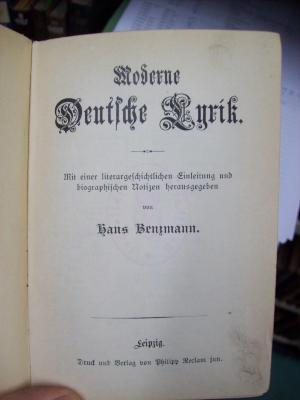 Moderne
Deutsche Lyrik.
Mit einer literargeschichtlichen Einleitung und
biographischen Notizen herausgegeben
von
Hans Benzmann.
Leipzig.
Druck und Verlag von Philipp Reclam jun.